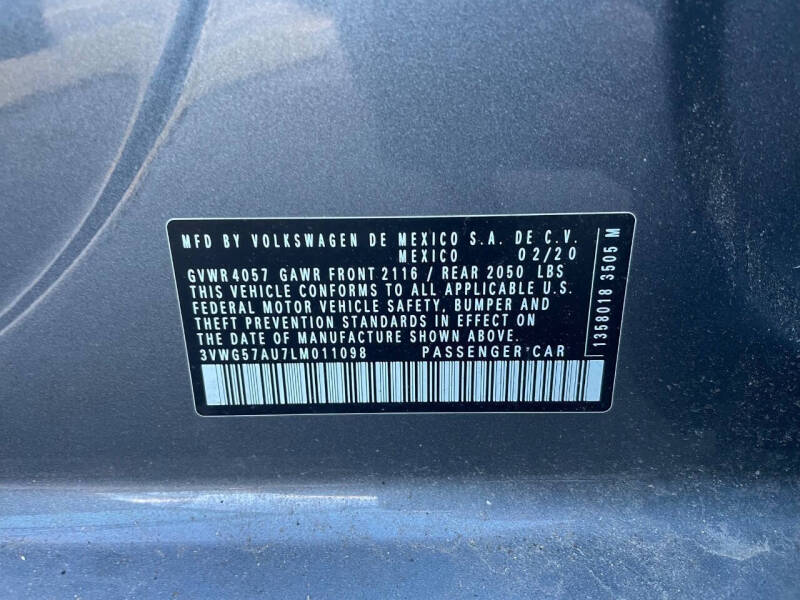 MFD BY VOLKSWAGEN DE MEXICO S.A. DE C.V.
MEXICO 02/20
GVWR 4057 GAWR FRONT 2116 / REAR 2050 LBS
THIS VEHICLE CONFORMS TO ALL APPLICABLE U.S.
FEDERAL MOTOR VEHICLE SAFETY, BUMPER AND
THEFT PREVENTION STANDARDS IN EFFECT ON
THE DATE OF MANUFACTURE SHOWN ABOVE.
3VWG57AU7LM011098 PASSENGER CAR
1358018 3505 M